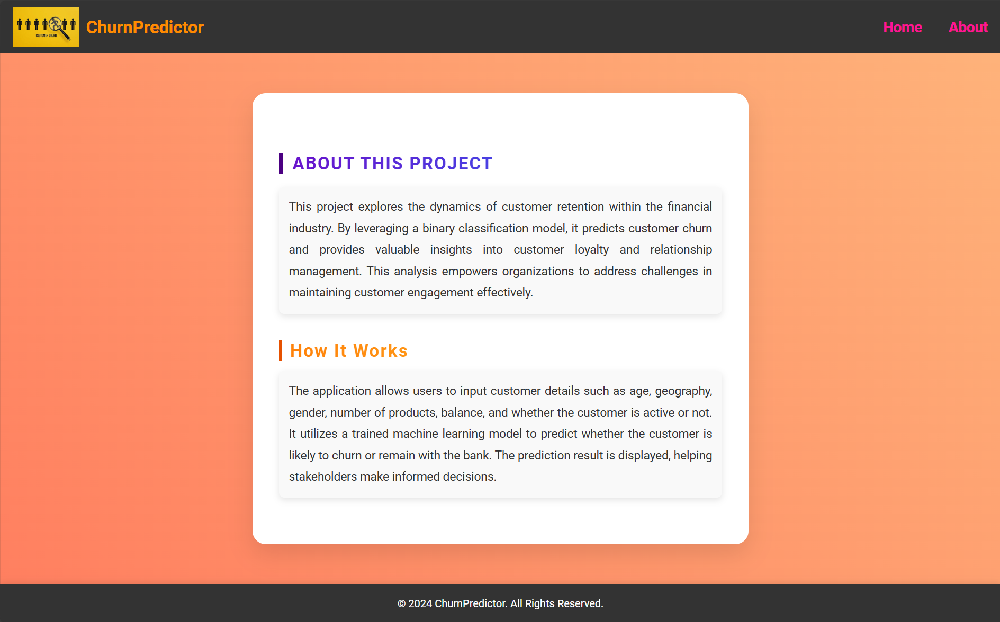 CUSTOMER CHURN
ChurnPredictor
Home
About
ABOUT THIS PROJECT
This project explores the dynamics of customer retention within the financial
industry. By leveraging a binary classification model, it predicts customer churn
and provides valuable insights into customer loyalty and relationship
management. This analysis empowers organizations to address challenges in
maintaining customer engagement effectively.
How It Works
The application allows users to input customer details such as age, geography,
gender, number of products, balance, and whether the customer is active or not.
It utilizes a trained machine learning model to predict whether the customer is
likely to churn or remain with the bank. The prediction result is displayed, helping
stakeholders make informed decisions.
© 2024 ChurnPredictor. All Rights Reserved.